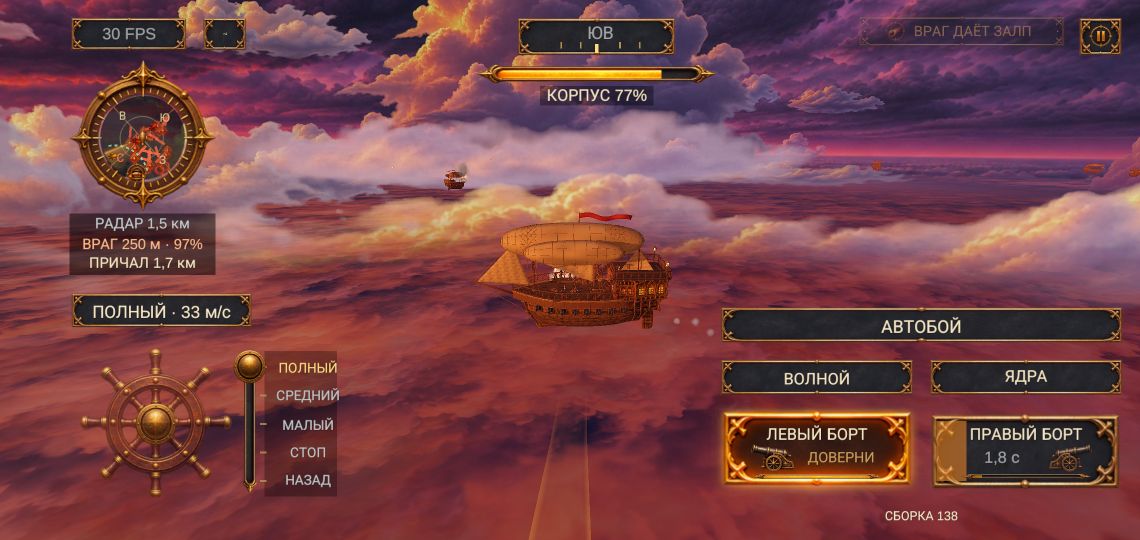 30 FPS
ЮВ
ВРАГ ДАЁТ ЗАЛП
КОРПУС 77%
В
Ю
С
З
РАДАР 1,5 км
ВРАГ 250 м · 97%
ПРИЧАЛ 1,7 км
ПОЛНЫЙ · 33 м/с
ПОЛНЫЙ
СРЕДНИЙ
МАЛЫЙ
СТОП
НАЗАД
АВТОБОЙ
ВОЛНОЙ
ЯДРА
ЛЕВЫЙ БОРТ
ДОВЕРНИ
ПРАВЫЙ БОРТ
1,8 с
СБОРКА 138